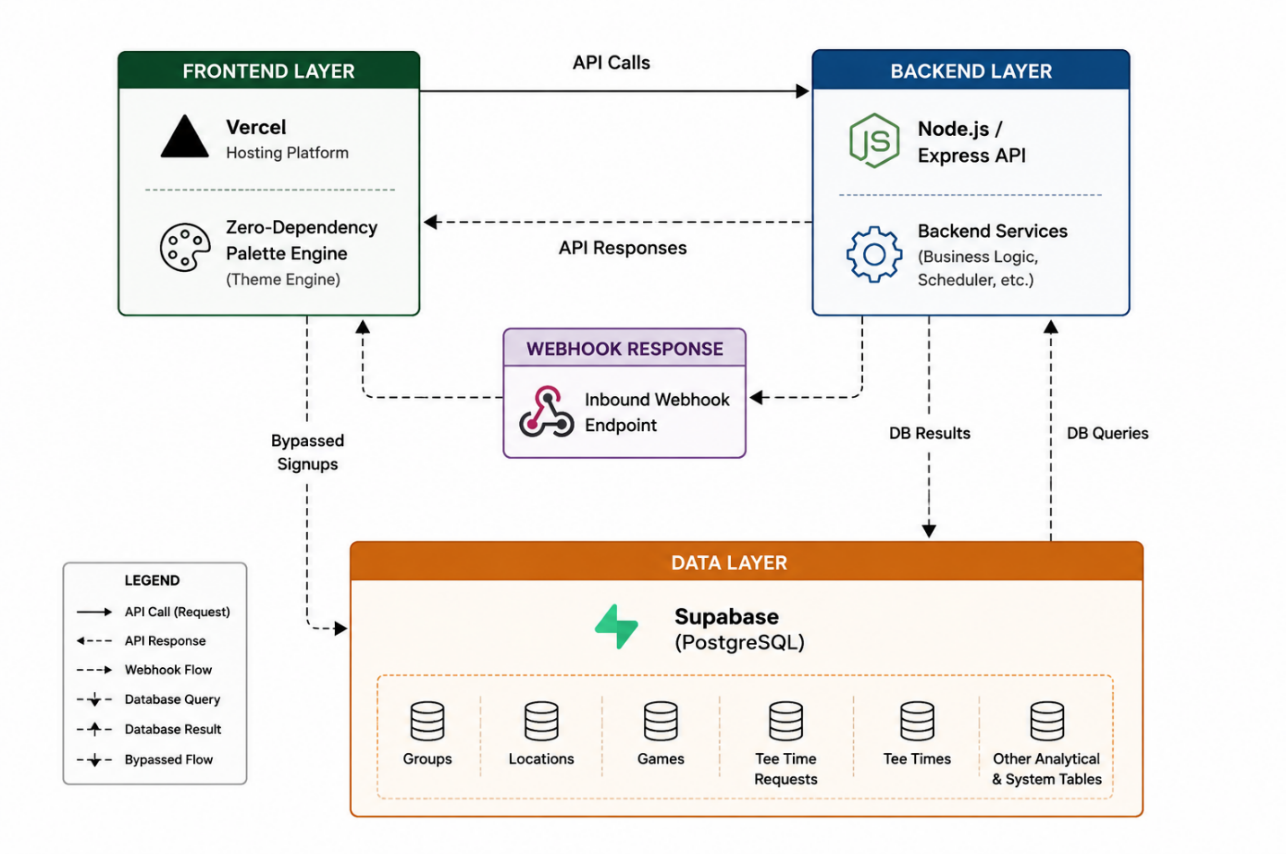 API Calls
FRONTEND LAYER
Vercel
Hosting Platform
Zero-Dependency
Palette Engine
(Theme Engine)
BACKEND LAYER
JS
Node.js /
Express API
Backend Services
(Business Logic,
Scheduler, etc.)
API Responses
WEBHOOK RESPONSE
Inbound Webhook
Endpoint
Bypassed
Signups
DB Results
DB Queries
DATA LAYER
Supabase
(PostgreSQL)
Groups
Locations
Games
Tee Time
Requests
Tee Times
Other Analytical
& System Tables
LEGEND
API Call (Request)
API Response
Webhook Flow
Database Query
Database Result
Bypassed Flow